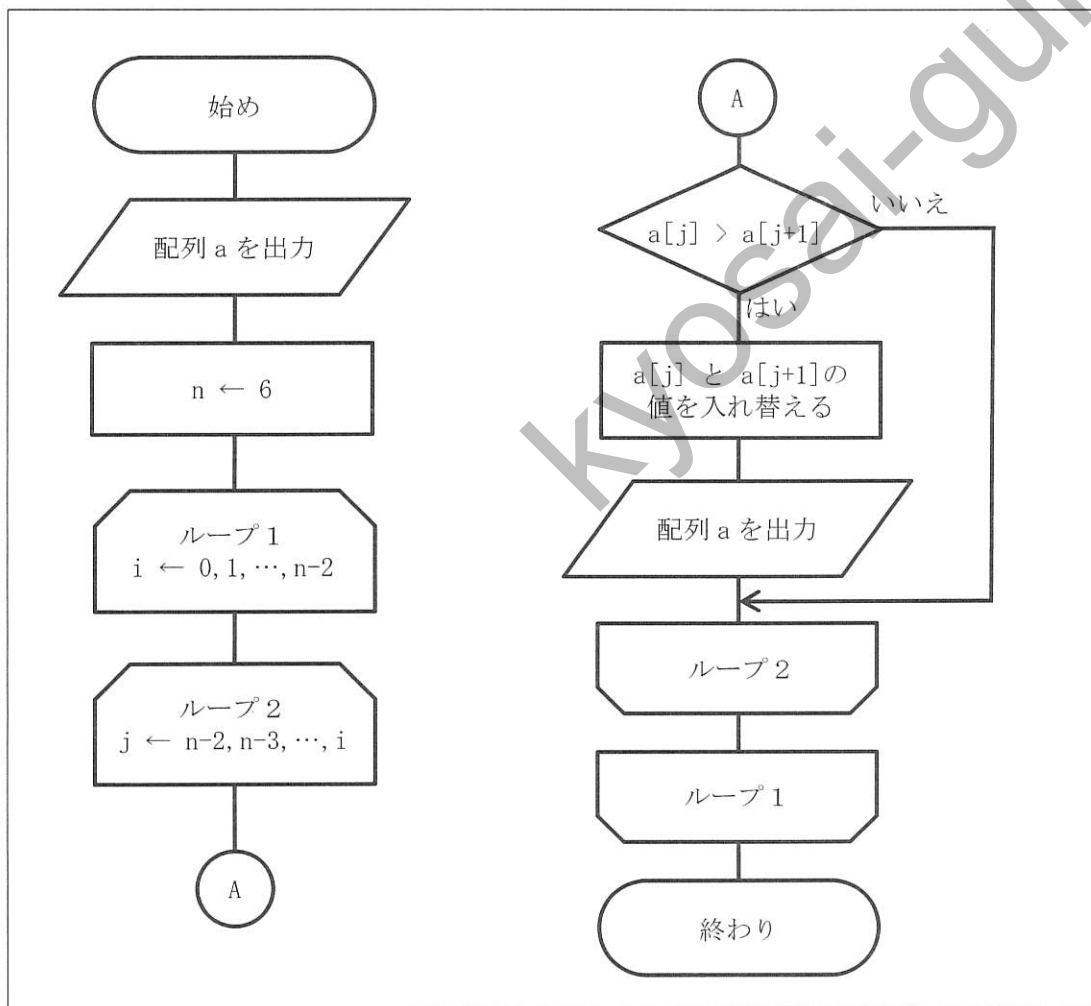 始め
配列 a を出力
n ← 6
ループ１
i ← 0,1,…,n-2
ループ２
j ← n-2,n-3,…,i
A
A
a[j] > a[j+1]
いいえ
はい
a[j] と a[j+1]の
値を入れ替える
配列 a を出力
ループ２
ループ１
終わり
kyosai-gui